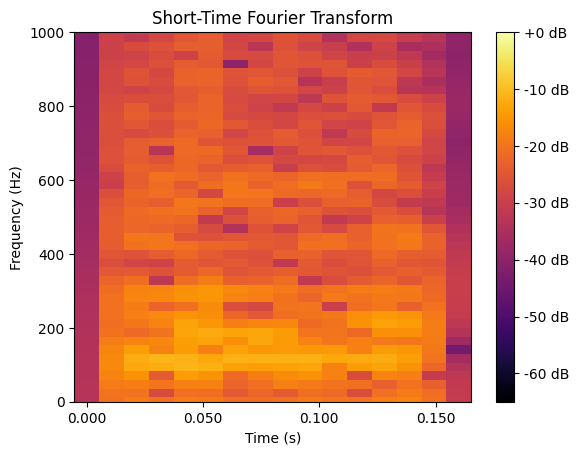 Short-Time Fourier Transform
1000
800
600
400
200
0
Frequency (Hz)
0.000
0.050
0.100
0.150
Time (s)
+0 dB
-10 dB
-20 dB
-30 dB
-40 dB
-50 dB
-60 dB